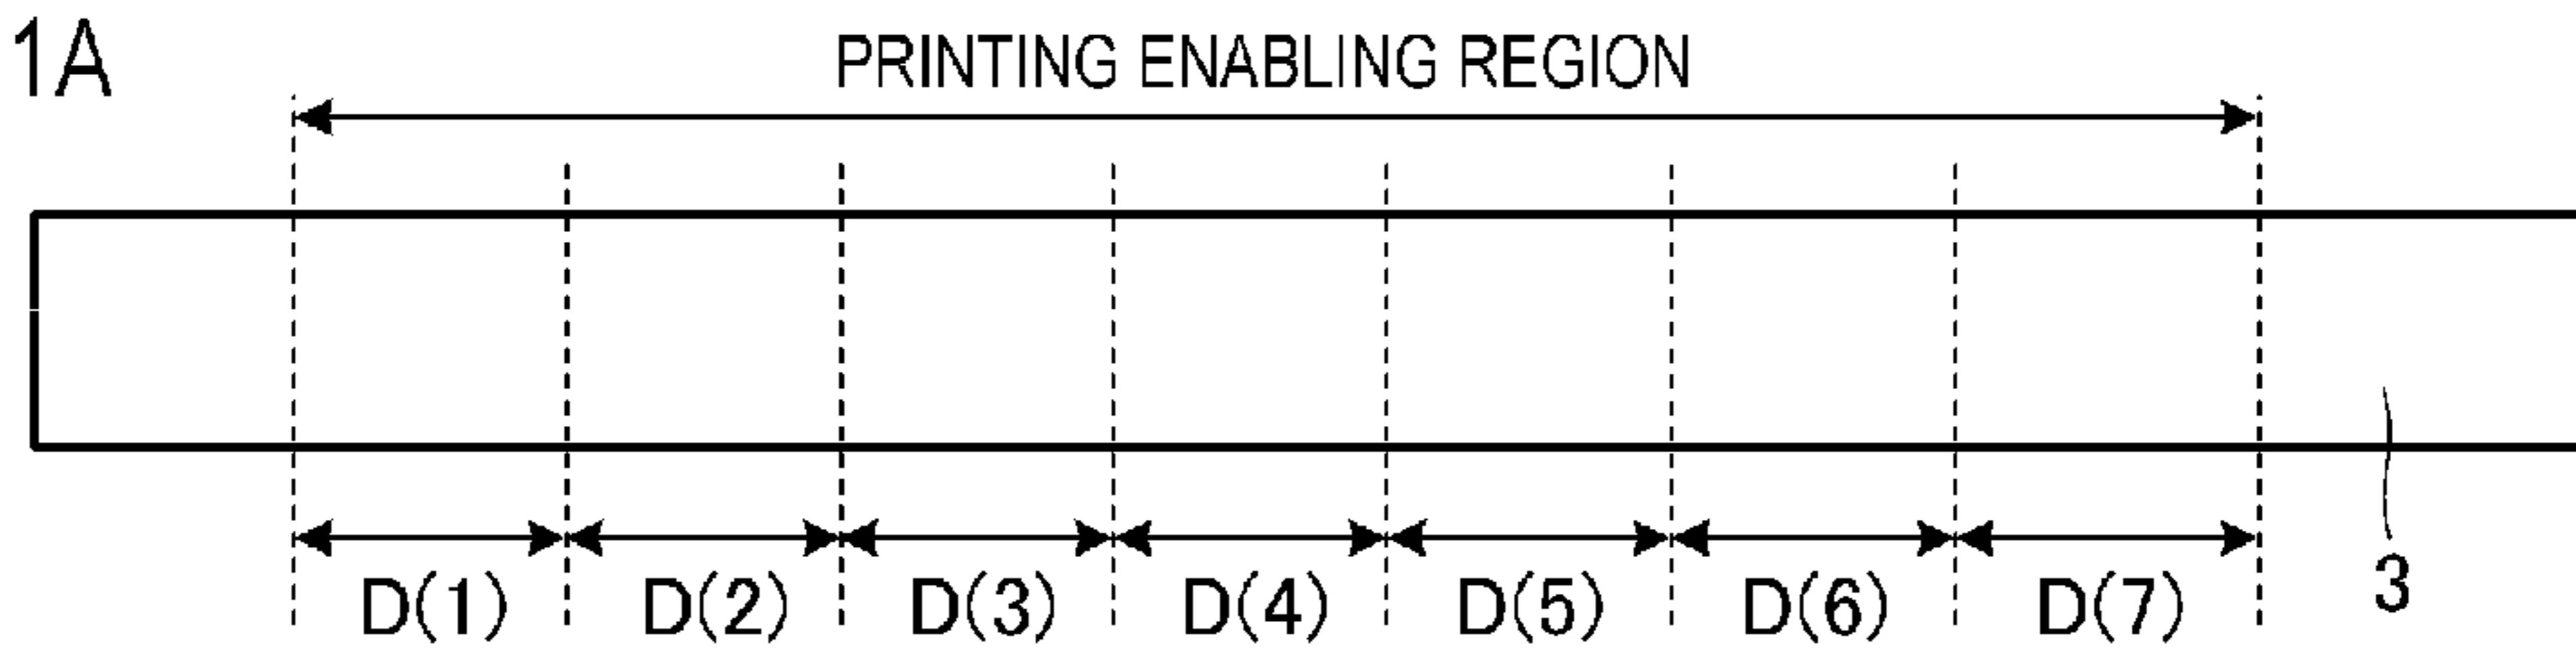 1A
PRINTING ENABLING REGION
D(1) D(2) D(3) D(4) D(5) D(6) D(7)
3